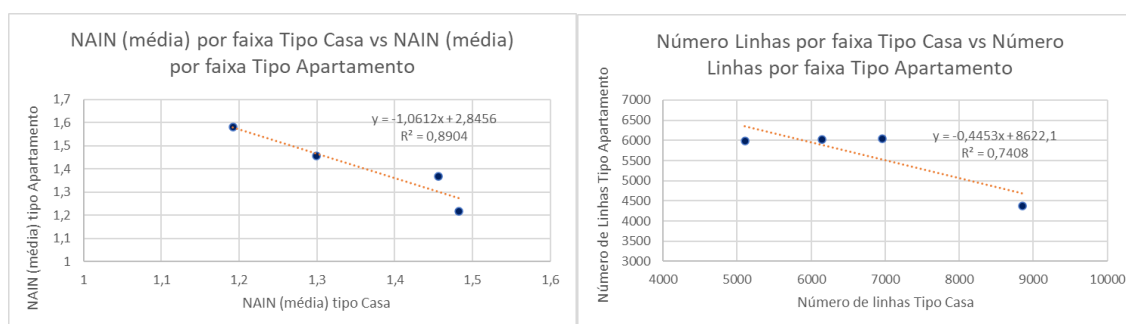 NAIN (média) por faixa Tipo Casa vs NAIN (média)
por faixa Tipo Apartamento
NAIN (média) tipo Apartamento
1,7
1,6
1,5
1,4
1,3
1,2
1,1
1
y = -1,0612x + 2,8456
R² = 0,8904
1
1,1
1,2
1,3
1,4
1,5
1,6
NAIN (média) tipo Casa
Número Linhas por faixa Tipo Casa vs Número
Linhas por faixa Tipo Apartamento
Número de Linhas Tipo Apartamento
7000
6500
6000
5500
5000
4500
4000
3500
3000
y = -0,4453x + 8622,1
R² = 0,7408
4000
5000
6000
7000
8000
9000
10000
Número de linhas Tipo Casa